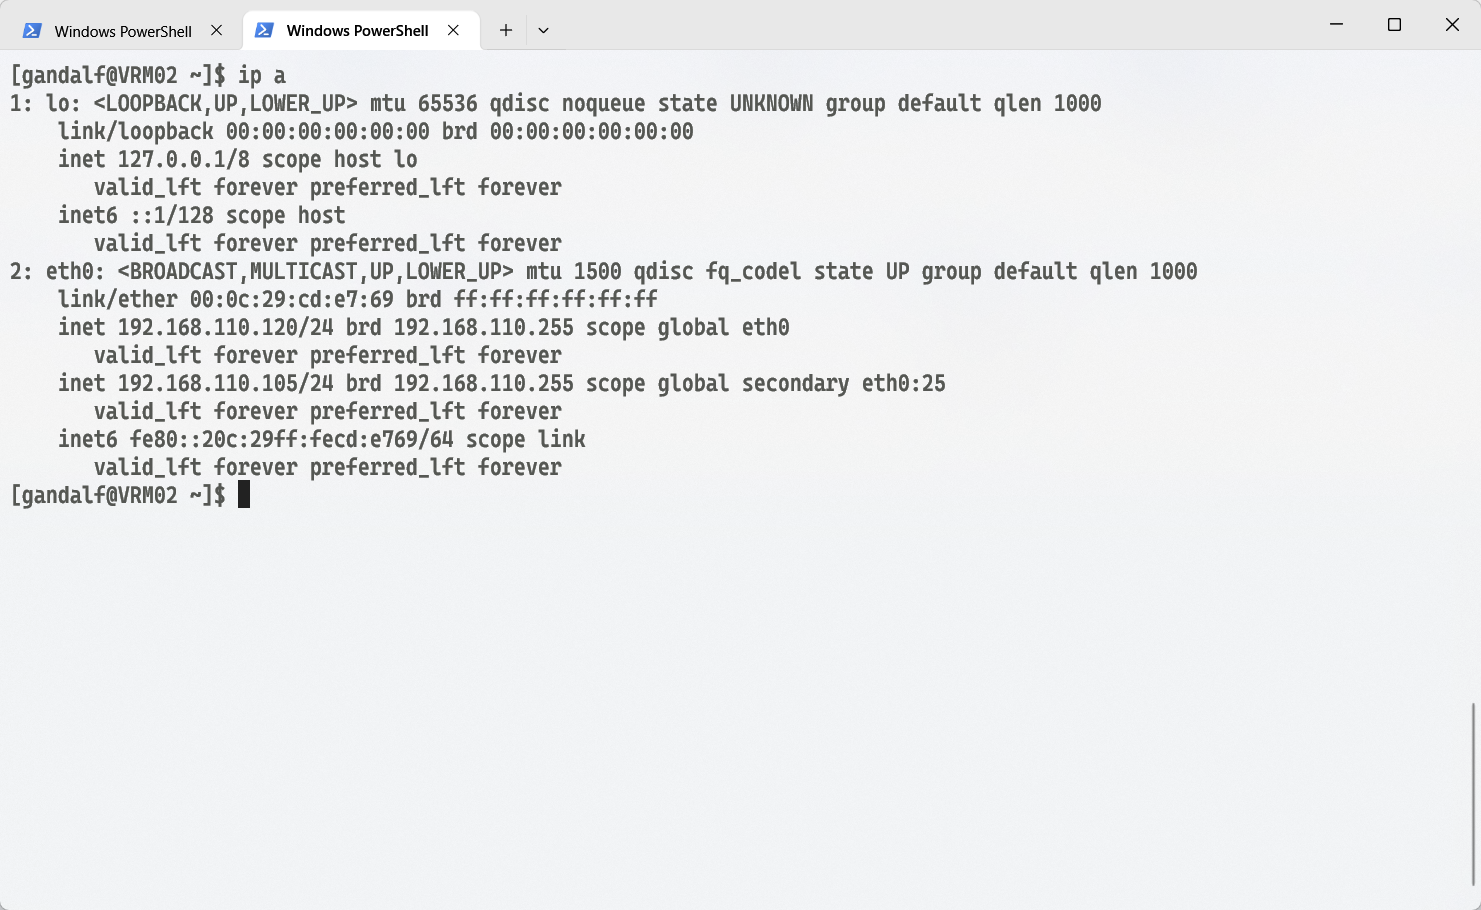 Windows PowerShell
Windows PowerShell
[gandalf@VRM02 ~]$ ip a
1: lo: <LOOPBACK,UP,LOWER_UP> mtu 65536 qdisc noqueue state UNKNOWN group default qlen 1000
    link/loopback 00:00:00:00:00:00 brd 00:00:00:00:00:00
    inet 127.0.0.1/8 scope host lo
       valid_lft forever preferred_lft forever
    inet6 ::1/128 scope host
       valid_lft forever preferred_lft forever
2: eth0: <BROADCAST,MULTICAST,UP,LOWER_UP> mtu 1500 qdisc fq_codel state UP group default qlen 1000
    link/ether 00:0c:29:cd:e7:69 brd ff:ff:ff:ff:ff:ff
    inet 192.168.110.120/24 brd 192.168.110.255 scope global eth0
       valid_lft forever preferred_lft forever
    inet 192.168.110.105/24 brd 192.168.110.255 scope global secondary eth0:25
       valid_lft forever preferred_lft forever
    inet6 fe80::20c:29ff:fecd:e769/64 scope link
       valid_lft forever preferred_lft forever
[gandalf@VRM02 ~]$